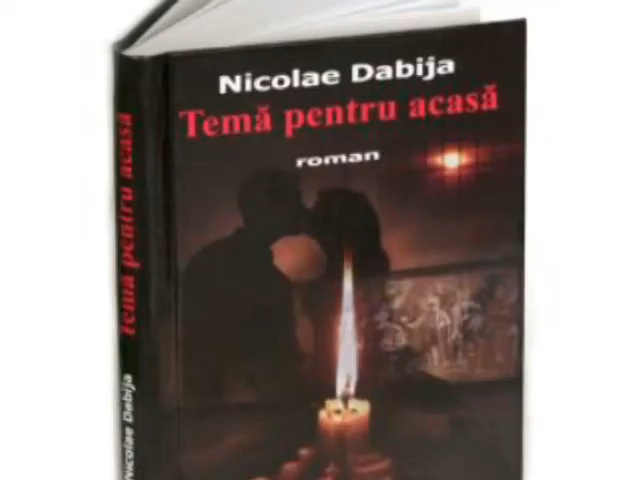 Nicolae Dabija
Temă pentru acasă
roman
Temă pentru acasă
Nicolae Dabija